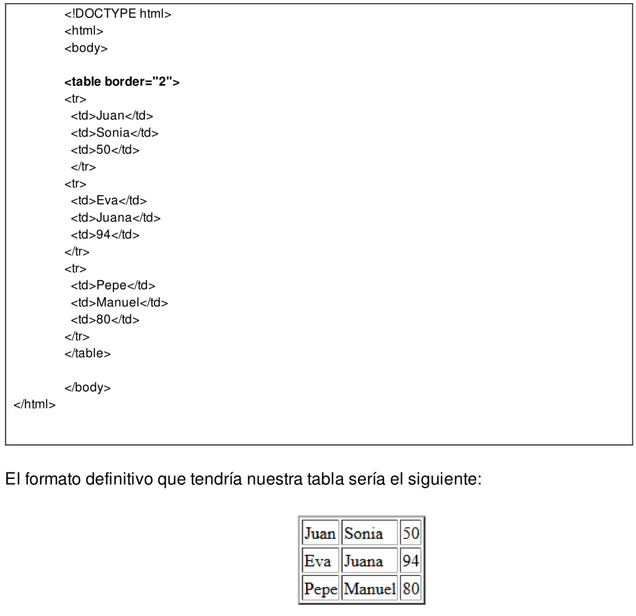 <!DOCTYPE html>
<html>
<body>
<table border="2">
<tr>
<td>Juan</td>
<td>Sonia</td>
<td>50</td>
</tr>
<tr>
<td>Eva</td>
<td>Juana</td>
<td>94</td>
</tr>
<tr>
<td>Pepe</td>
<td>Manuel</td>
<td>80</td>
</tr>
</table>
</body>
</html>
El formato definitivo que tendría nuestra tabla sería el siguiente:
Juan Sonia 50
Eva Juana 94
Pepe Manuel 80